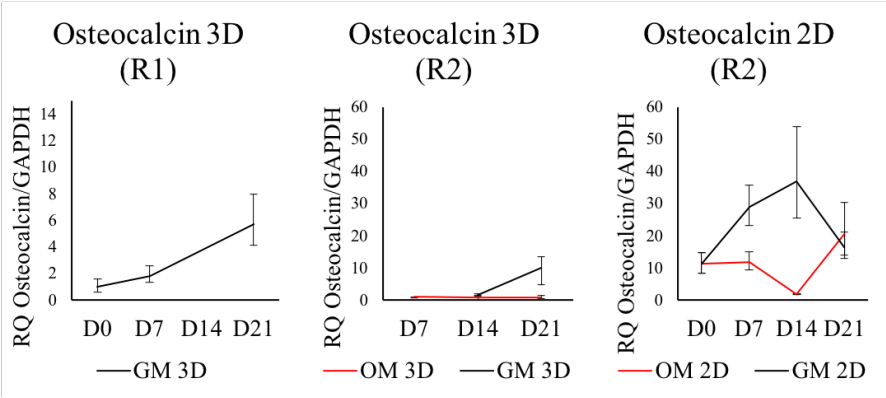 Osteocalcin 3D
(R1)
RQ Osteocalcin/GAPDH
14
12
10
8
6
4
2
0
D0 D7 D14 D21
GM 3D
Osteocalcin 3D
(R2)
RQ Osteocalcin/GAPDH
60
50
40
30
20
10
0
D7 D14 D21
OM 3D GM 3D
Osteocalcin 2D
(R2)
RQ Osteocalcin/GAPDH
60
50
40
30
20
10
0
D0 D7 D14 D21
OM 2D GM 2D